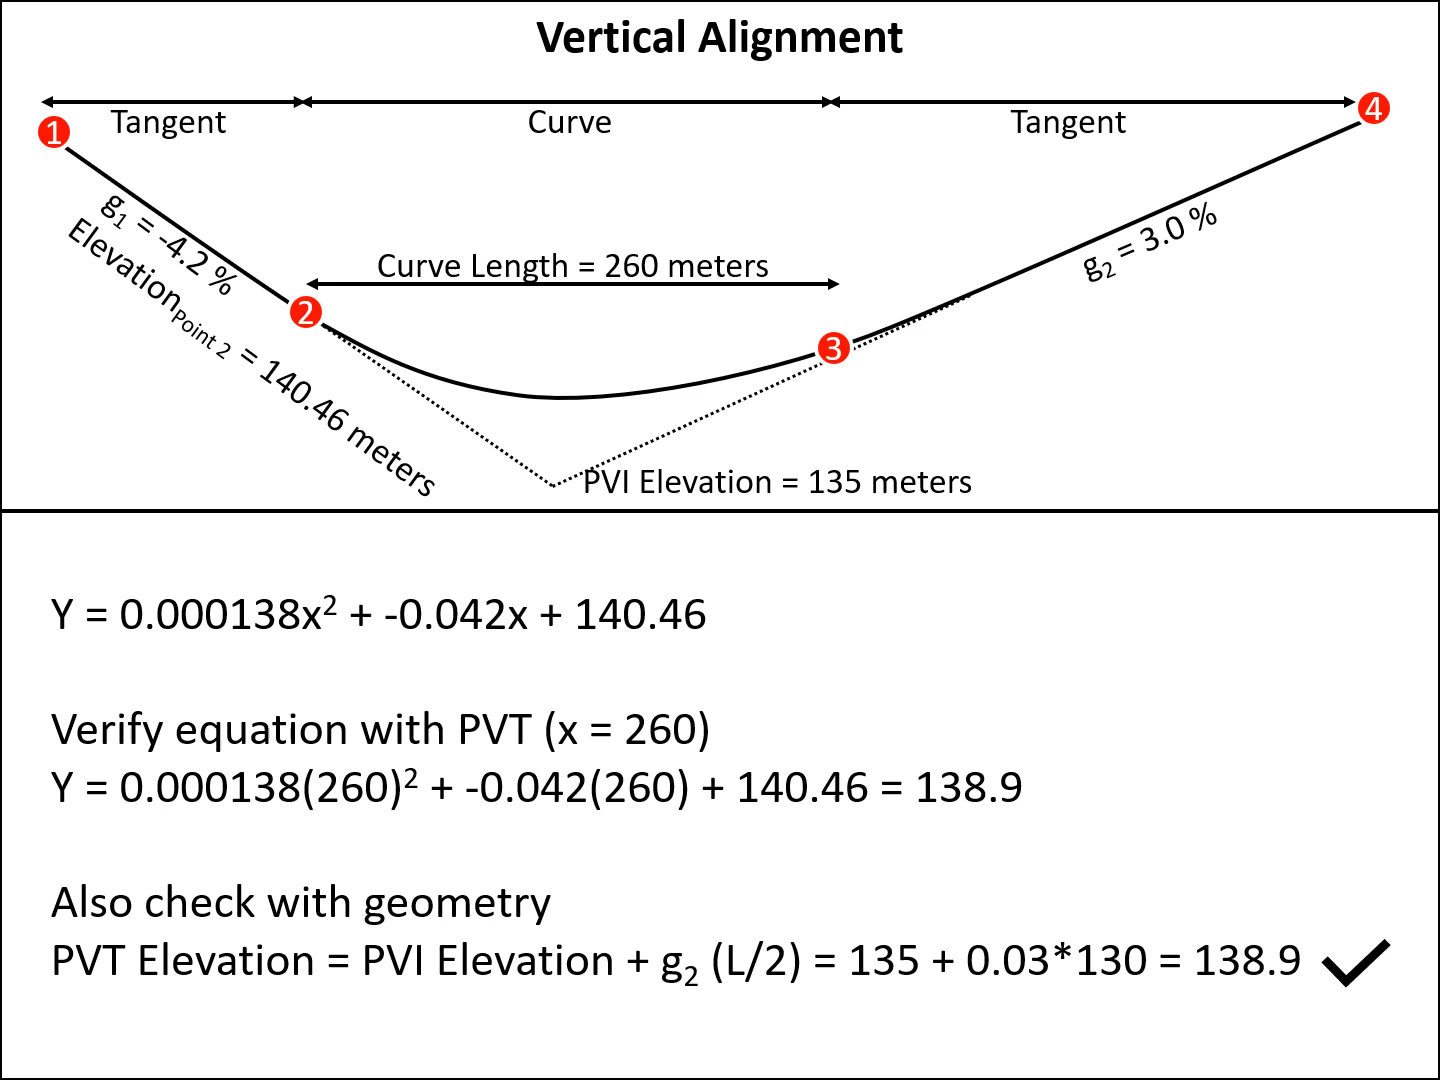 Vertical Alignment
Tangent
Curve
Tangent
1
4
g1 = -4.2 %
ElevationPoint 2 = 140.46 meters
Curve Length = 260 meters
g2 = 3.0 %
2
3
PVI Elevation = 135 meters
Y = 0.000138x² + -0.042x + 140.46
Verify equation with PVT (x = 260)
Y = 0.000138(260)² + -0.042(260) + 140.46 = 138.9
Also check with geometry
PVT Elevation = PVI Elevation + g2 (L/2) = 135 + 0.03*130 = 138.9